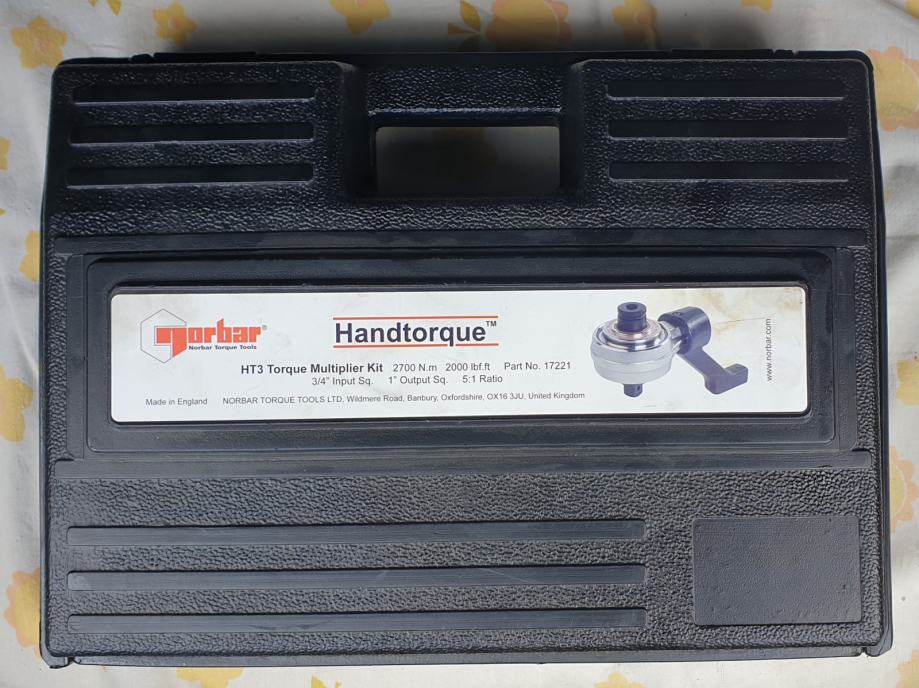 norbar®
Norbar Torque Tools
Handtorque™
HT3 Torque Multiplier Kit 2700 N.m 2000 lbf.ft Part No. 17221
3/4" Input Sq. 1" Output Sq. 5:1 Ratio
Made in England NORBAR TORQUE TOOLS LTD, Wildmere Road, Banbury, Oxfordshire, OX16 3JU, United Kingdom
www.norbar.com